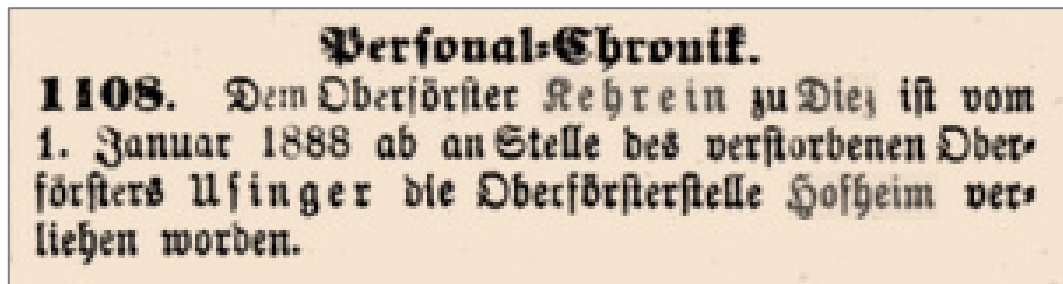 Personal-Chronik.
1108. Dem Oberförster Kehrein zu Diez ist vom
1. Januar 1888 ab an Stelle des verstorbenen Ober-
försters Usinger die Oberförsterstelle Hofheim ver-
liehen worden.